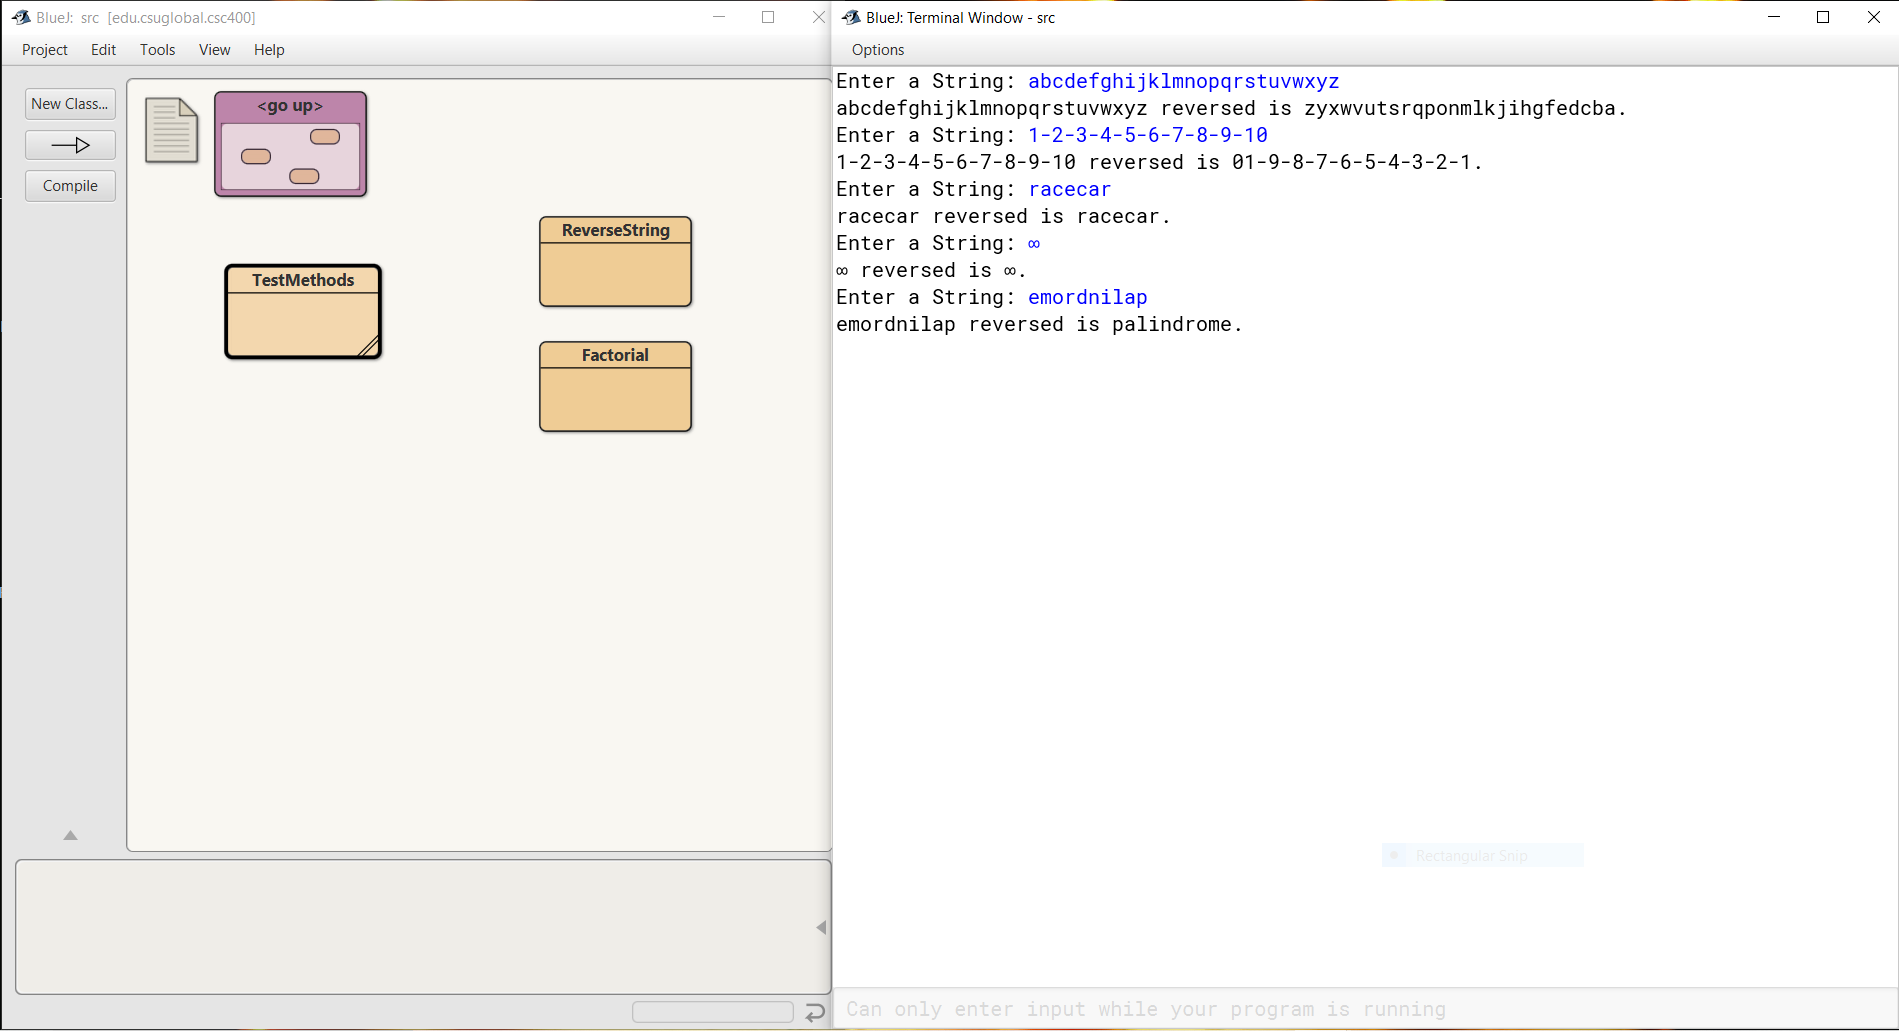 BlueJ: src [edu.csuglobal.csc400]
Project Edit Tools View Help
New Class...
Compile
<go up>
TestMethods
ReverseString
Factorial
BlueJ: Terminal Window - src
Options
Enter a String: abcdefghijklmnopqrstuvwxyz
abcdefghijklmnopqrstuvwxyz reversed is zyxwvutsrqponmlkjihgfedcba.
Enter a String: 1-2-3-4-5-6-7-8-9-10
1-2-3-4-5-6-7-8-9-10 reversed is 01-9-8-7-6-5-4-3-2-1.
Enter a String: racecar
racecar reversed is racecar.
Enter a String: ∞
∞ reversed is ∞.
Enter a String: emordnilap
emordnilap reversed is palindrome.
Rectangular Snip
Can only enter input while your program is running